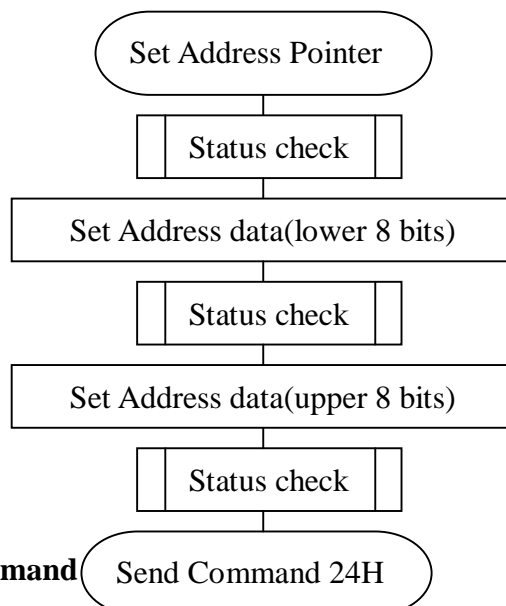 Set Address Pointer
Status check
Set Address data(lower 8 bits)
Status check
Set Address data(upper 8 bits)
Status check
mand Send Command 24H